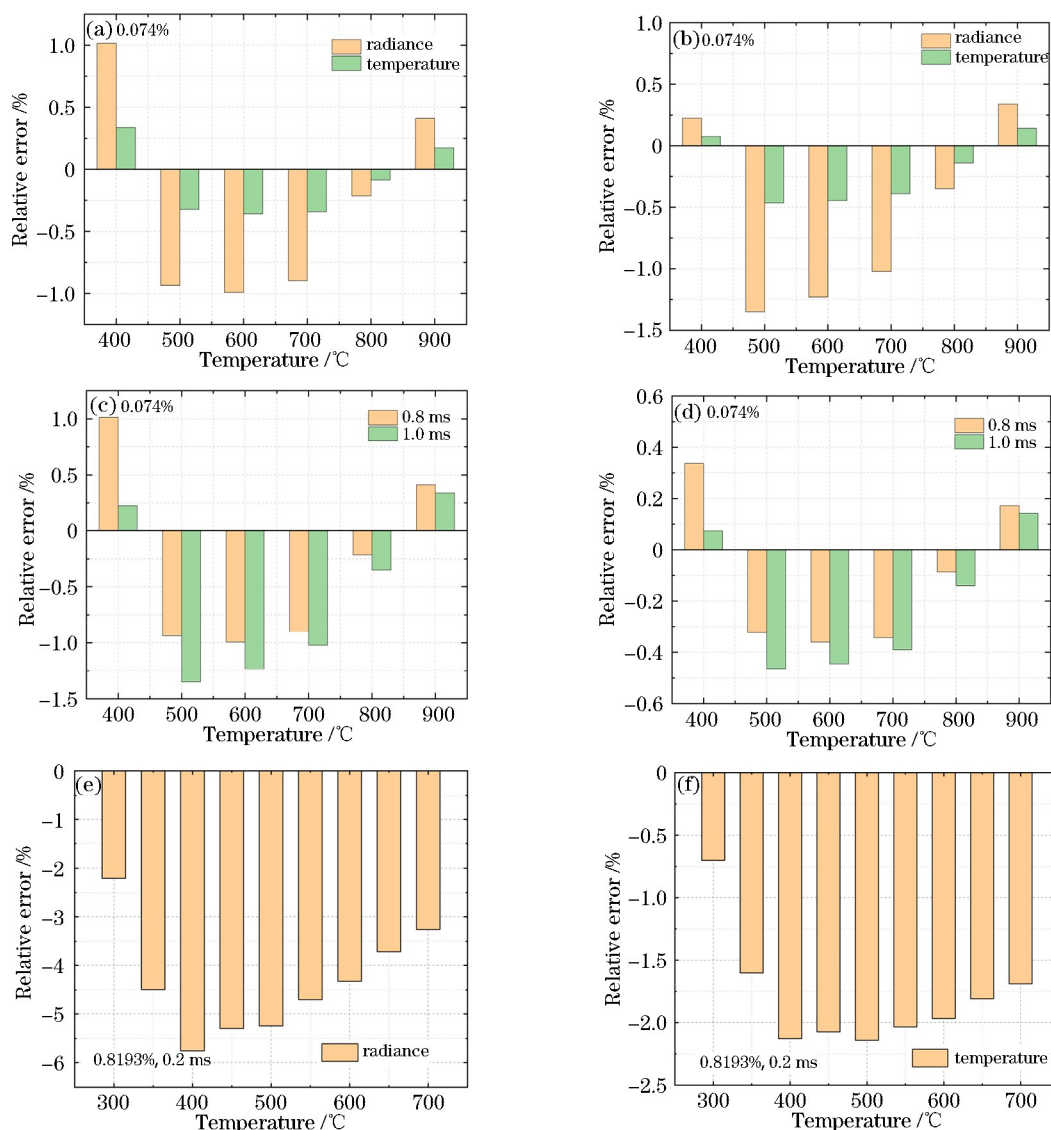 (a) 0.074%
radiance
temperature
1.0
0.5
0
−0.5
−1.0
Relative error /%
400 500 600 700 800 900
Temperature /℃
(b) 0.074%
radiance
temperature
1.0
0.5
0
−0.5
−1.0
−1.5
Relative error /%
400 500 600 700 800 900
Temperature /℃
(c) 0.074%
0.8 ms
1.0 ms
1.0
0.5
0
−0.5
−1.0
−1.5
Relative error /%
400 500 600 700 800 900
Temperature /℃
(d) 0.074%
0.8 ms
1.0 ms
0.6
0.4
0.2
0
−0.2
−0.4
−0.6
Relative error /%
400 500 600 700 800 900
Temperature /℃
(e)
0
−1
−2
−3
−4
−5
−6
Relative error /%
radiance
0.8193%, 0.2 ms
300 400 500 600 700
Temperature /℃
(f)
0
−0.5
−1.0
−1.5
−2.0
−2.5
Relative error /%
temperature
0.8193%, 0.2 ms
300 400 500 600 700
Temperature /℃